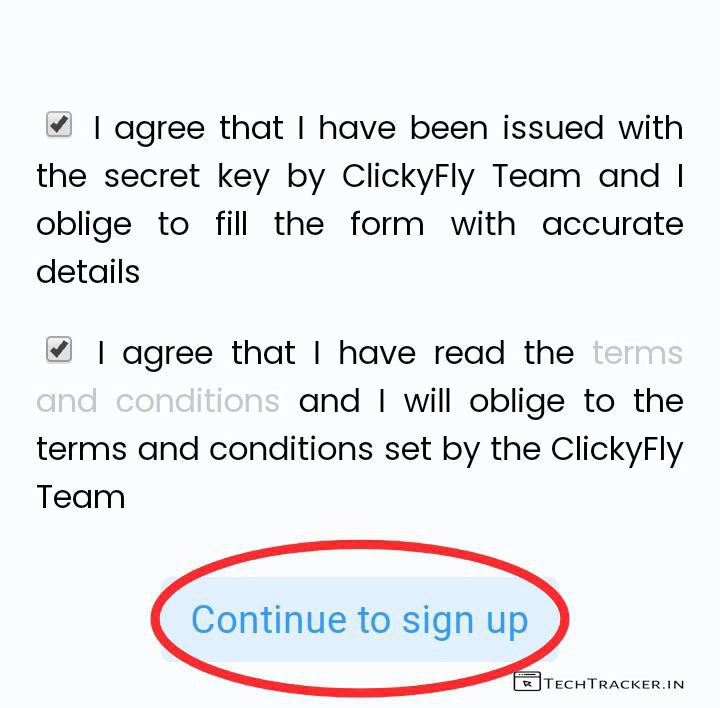 I agree that I have been issued with
the secret key by ClickyFly Team and I
oblige to fill the form with accurate
details
I agree that I have read the terms
and conditions and I will oblige to the
terms and conditions set by the ClickyFly
Team
Continue to sign up
TECHTRACKER.IN